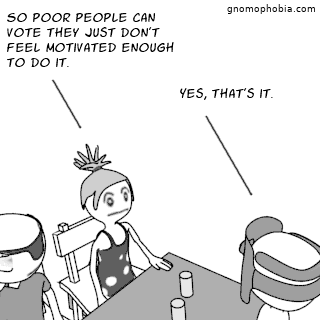 gnomophobia.com
SO POOR PEOPLE CAN
VOTE THEY JUST DON'T
FEEL MOTIVATED ENOUGH
TO DO IT.
YES, THAT'S IT.